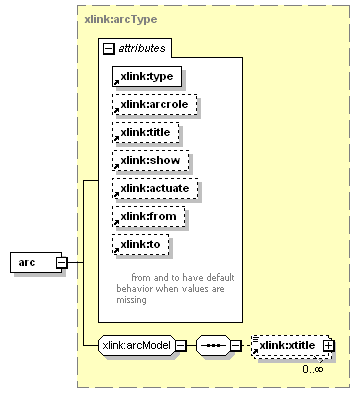 xlink:arcType
attributes
xlink:type
xlink:arcrole
xlink:title
xlink:show
xlink:actuate
xlink:from
xlink:to
from and to have default
behavior when values are
missing
arc
xlink:arcModel
xlink:xtitle
0..∞